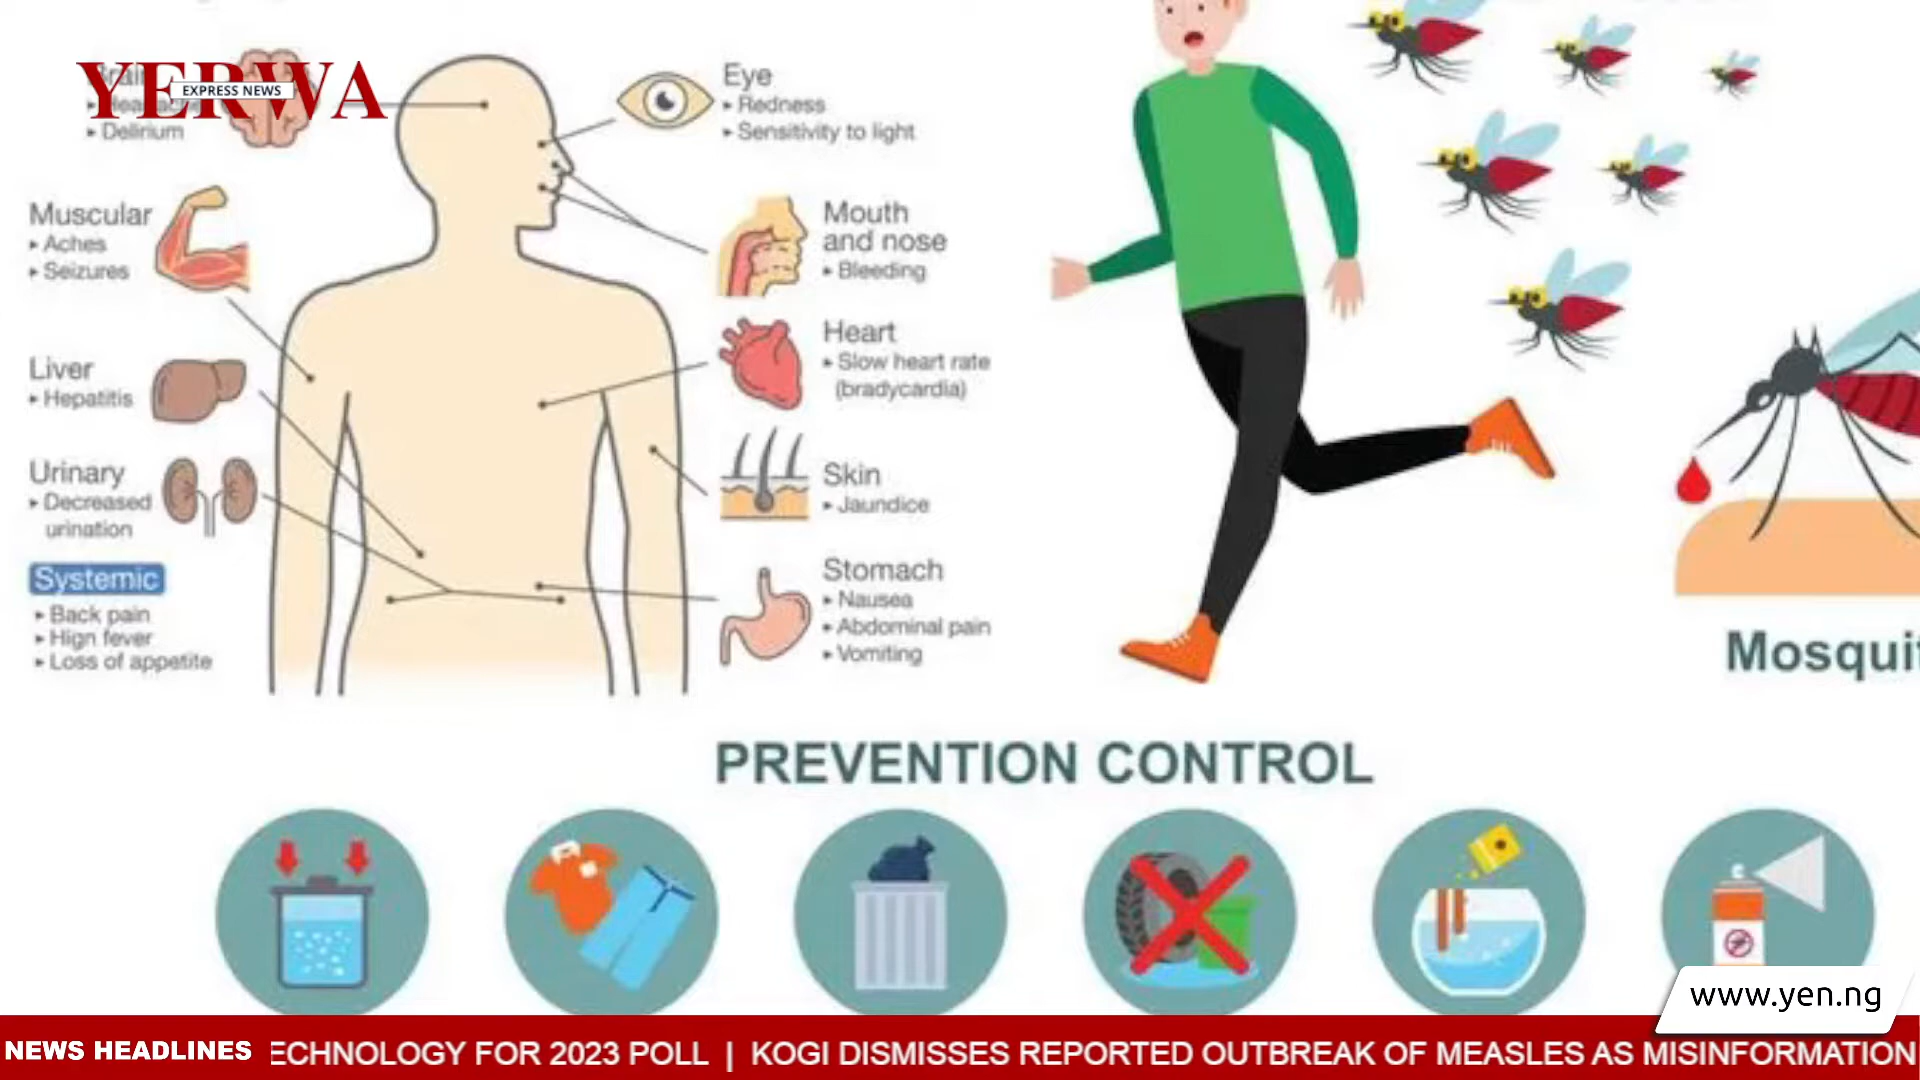 YERWA
EXPRESS NEWS
Delirium
Muscular
Aches
Seizures
Liver
Hepatitis
Urinary
Decreased
urination
Systemic
Back pain
Hign fever
Loss of appetite
Eye
Redness
Sensitivity to light
Mouth
and nose
Bleeding
Heart
Slow heart rate
(bradycardia)
Skin
Jaundice
Stomach
Nausea
Abdominal pain
Vomiting
Mosqui
PREVENTION CONTROL
www.yen.ng
NEWS HEADLINES
ECHNOLOGY FOR 2023 POLL | KOGI DISMISSES REPORTED OUTBREAK OF MEASLES AS MISINFORMATION